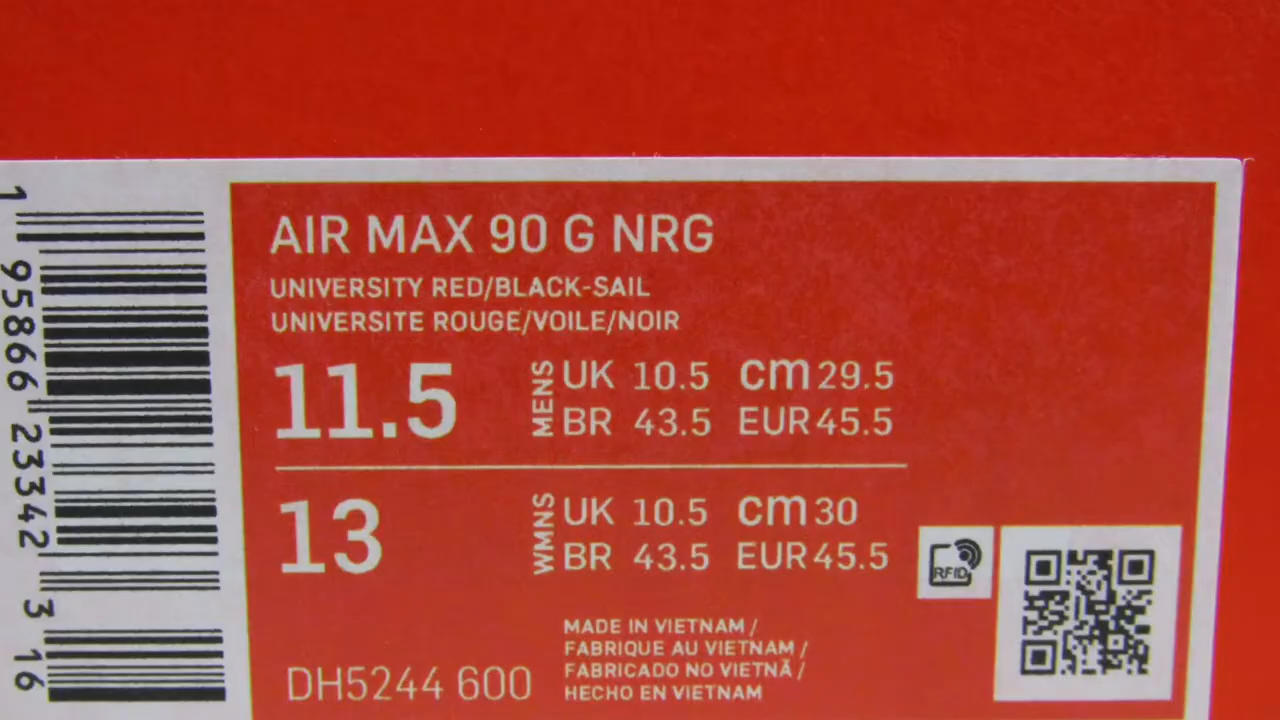 AIR MAX 90 G NRG
UNIVERSITY RED/BLACK-SAIL
UNIVERSITE ROUGE/VOILE/NOIR
11.5 MENS UK 10.5 cm 29.5
BR 43.5 EUR 45.5
13 WMNS UK 10.5 cm 30
BR 43.5 EUR 45.5
RFID
MADE IN VIETNAM /
FABRIQUE AU VIETNAM /
FABRICADO NO VIETNÃ /
HECHO EN VIETNAM
DH5244 600
1 95866 23342 3 16